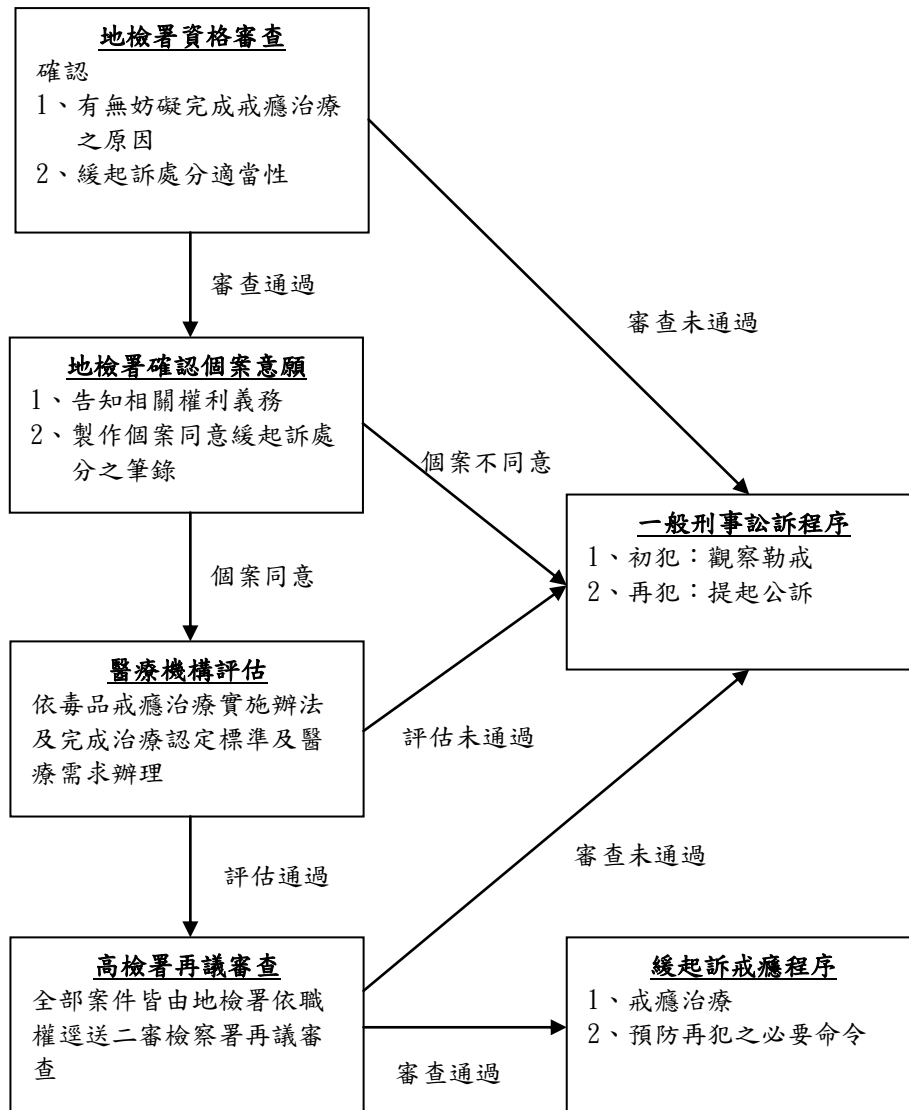 地檢署資格審查
確認
1、有無妨礙完成戒癮治療
之原因
2、緩起訴處分適當性
審查通過
審查未通過
地檢署確認個案意願
1、告知相關權利義務
2、製作個案同意緩起訴處
分之筆錄
個案不同意
個案同意
一般刑事訟訴程序
1、初犯：觀察勒戒
2、再犯：提起公訴
醫療機構評估
依毒品戒癮治療實施辦法
及完成治療認定標準及醫
療需求辦理
評估未通過
評估通過
審查未通過
高檢署再議審查
全部案件皆由地檢署依職
權逕送二審檢察署再議審
查
審查通過
緩起訴戒癮程序
1、戒癮治療
2、預防再犯之必要命令